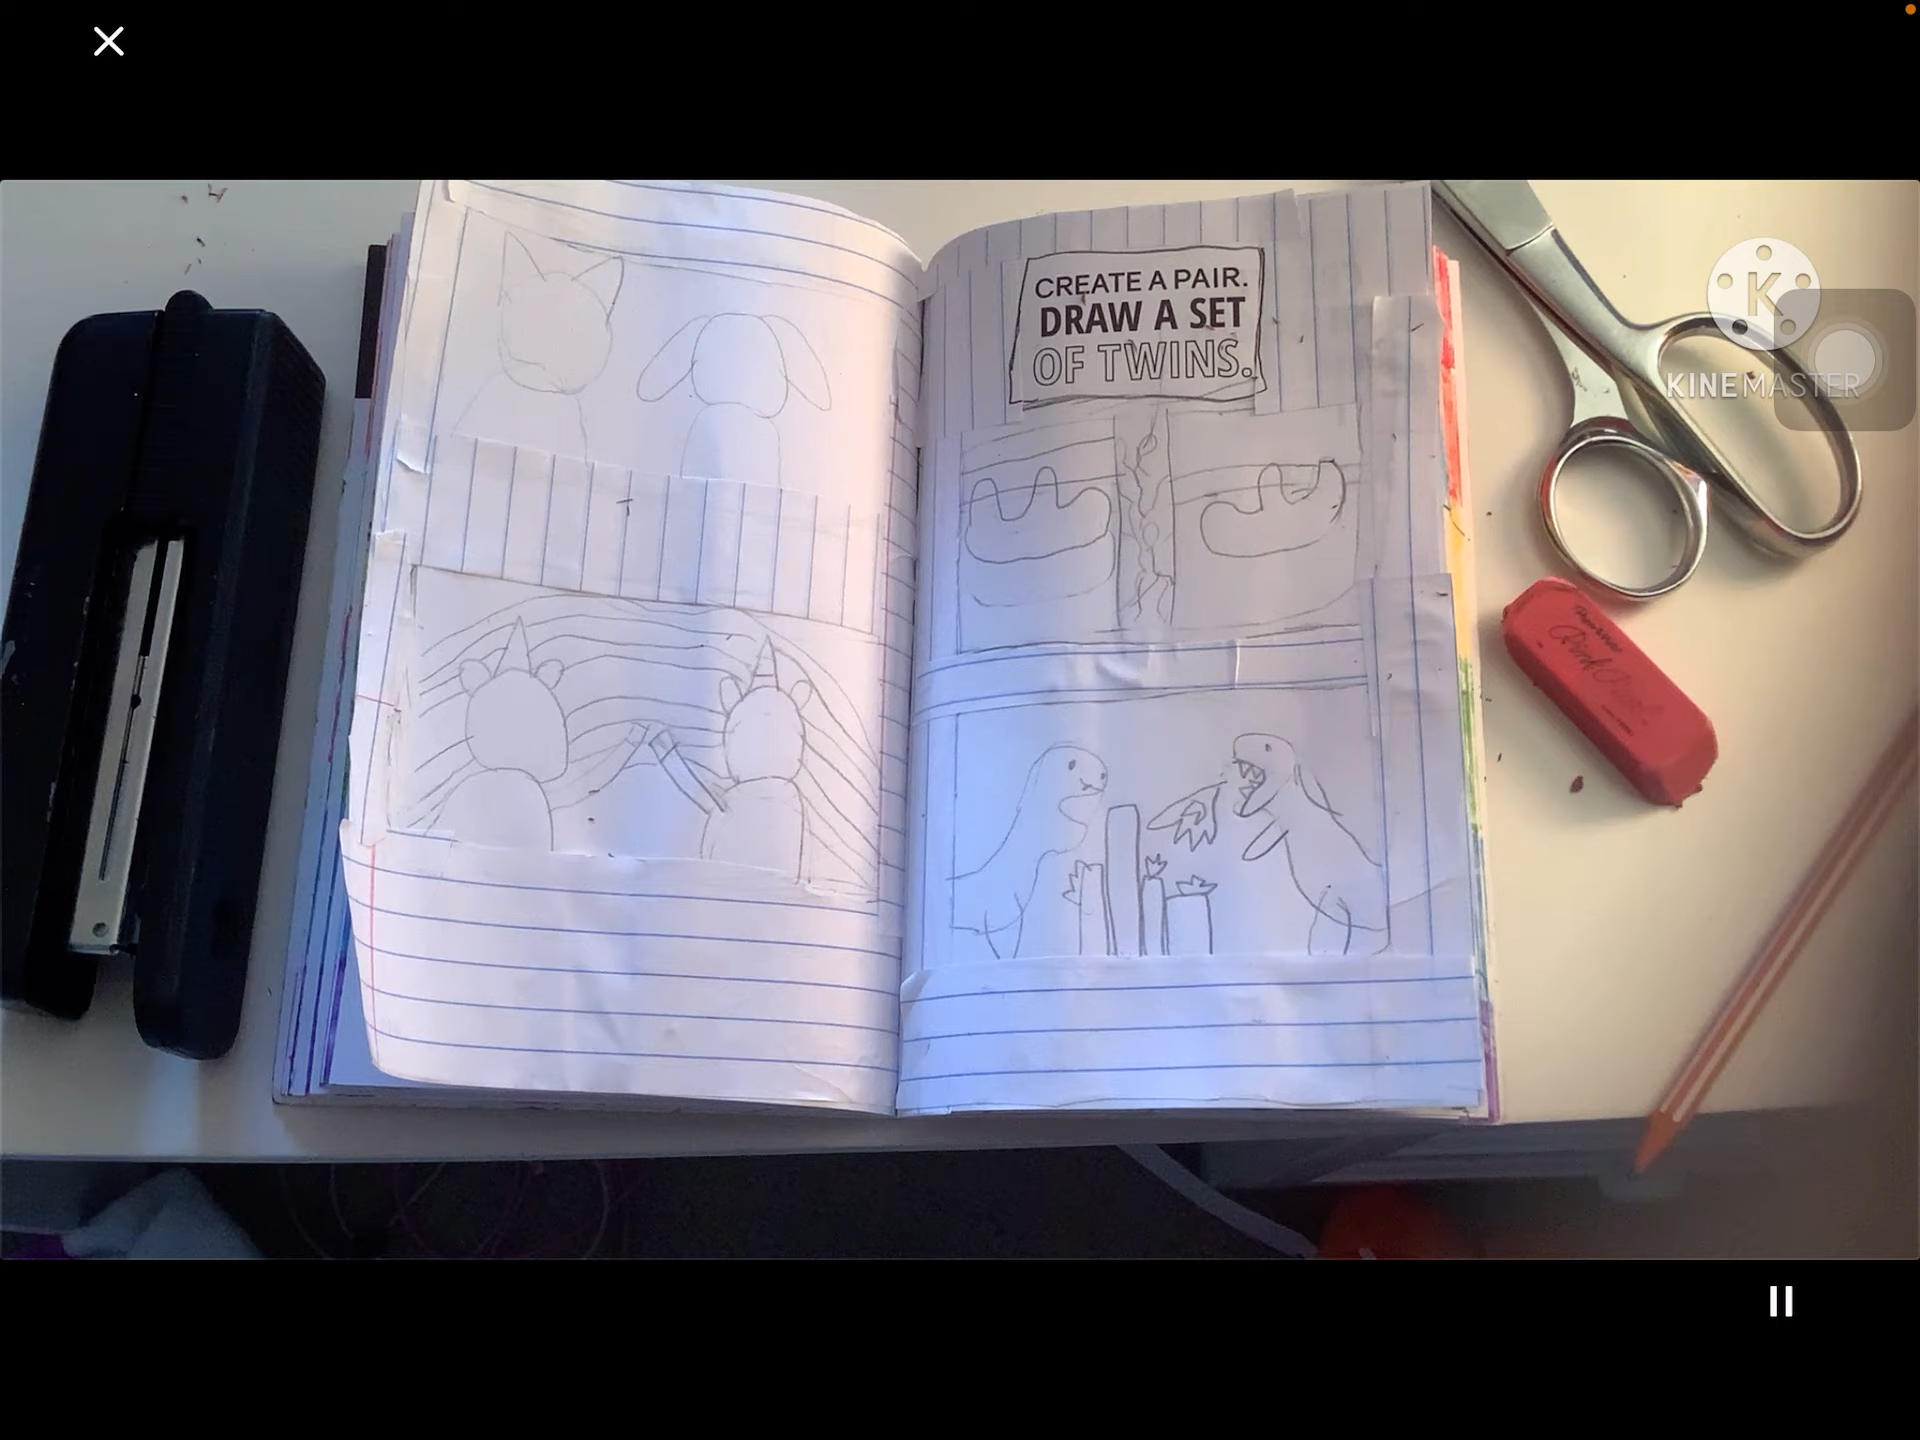 CREATE A PAIR.
DRAW A SET
OF TWINS.
K
KINEMASTER